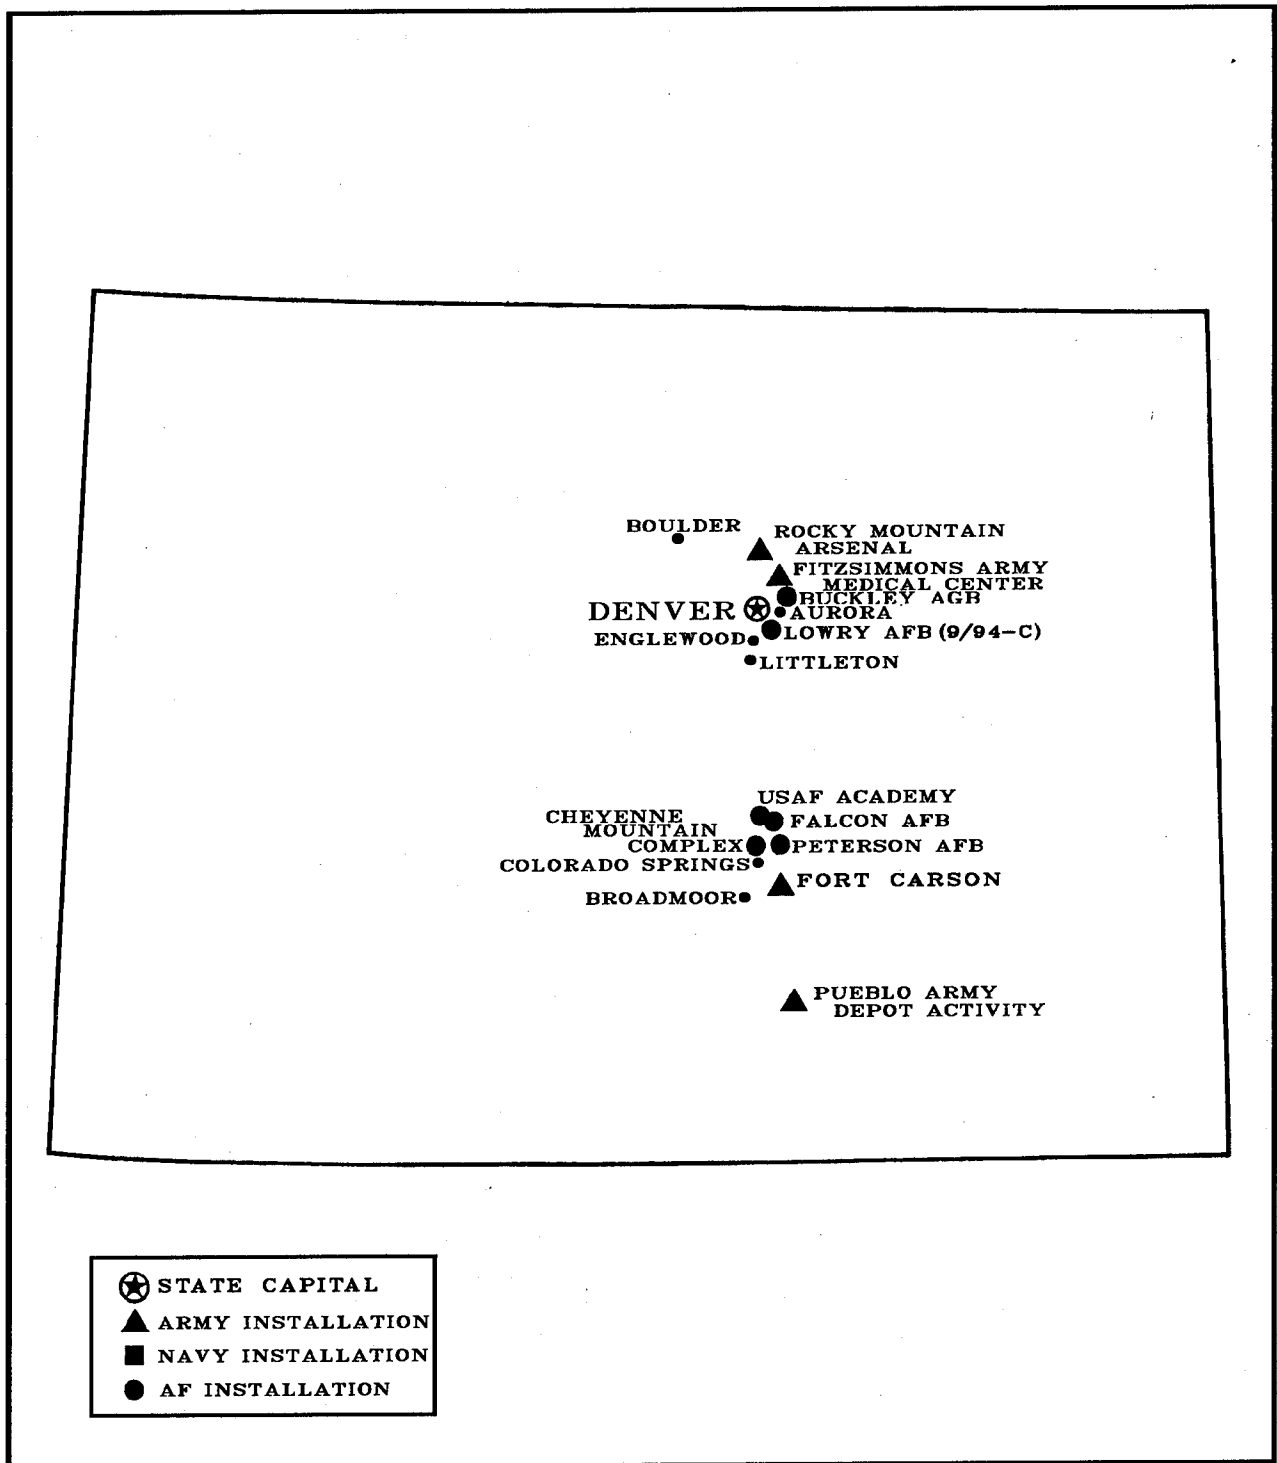 BOULDER
ROCKY MOUNTAIN
ARSENAL
FITZSIMMONS ARMY
MEDICAL CENTER
BUCKLEY AGB
DENVER
AURORA
LOWRY AFB (9/94-C)
ENGLEWOOD
LITTLETON
USAF ACADEMY
CHEYENNE
MOUNTAIN
COMPLEX
FALCON AFB
PETERSON AFB
COLORADO SPRINGS
FORT CARSON
BROADMOOR
PUEBLO ARMY
DEPOT ACTIVITY
STATE CAPITAL
ARMY INSTALLATION
NAVY INSTALLATION
AF INSTALLATION